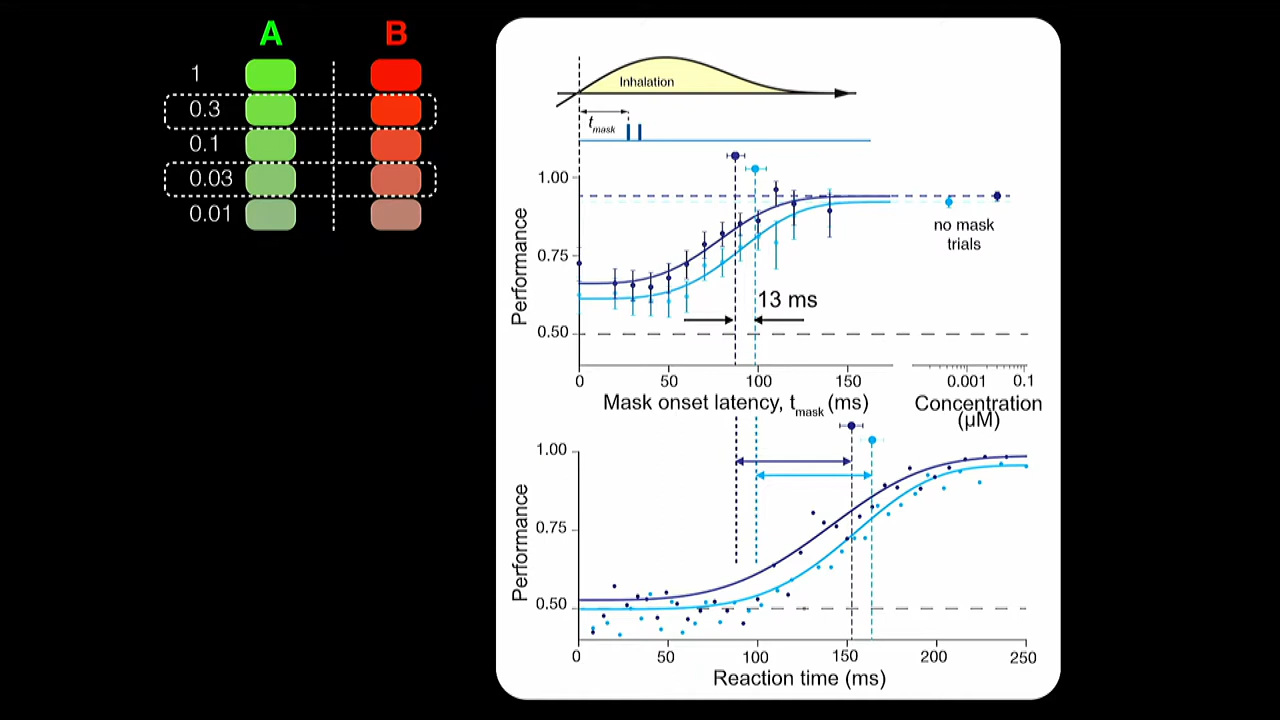 A B
1
0.3
0.1
0.03
0.01
Inhalation
tmask
1.00
0.75
0.50
Performance
13 ms
no mask
trials
0 50 100 150
0.001 0.1
Mask onset latency, tmask (ms)
Concentration
(µM)
1.00
0.75
0.50
Performance
0 50 100 150 200 250
Reaction time (ms)